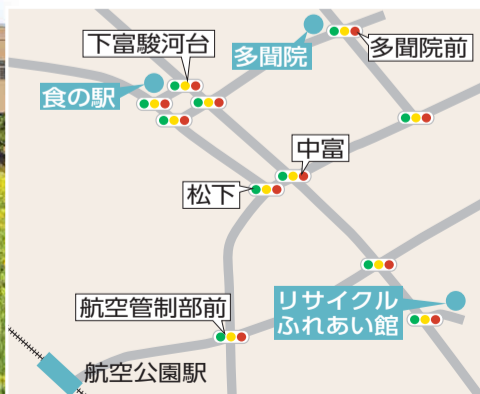 下富駿河台
多聞院
多聞院前
食の駅
中富
松下
航空管制部前
リサイクル
ふれあい館
航空公園駅